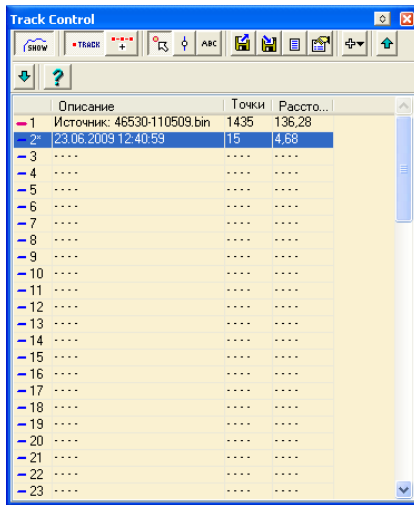 Track Control
SHOW TRACK ABC
?
Описание Точки Рассто...
1 Источник: 46530-110509.bin 1435 136,28
2* 23.06.2009 12:40:59 15 4,68
3 ---- ---- ----
4 ---- ---- ----
5 ---- ---- ----
6 ---- ---- ----
7 ---- ---- ----
8 ---- ---- ----
9 ---- ---- ----
10 ---- ---- ----
11 ---- ---- ----
12 ---- ---- ----
13 ---- ---- ----
14 ---- ---- ----
15 ---- ---- ----
16 ---- ---- ----
17 ---- ---- ----
18 ---- ---- ----
19 ---- ---- ----
20 ---- ---- ----
21 ---- ---- ----
22 ---- ---- ----
23 ---- ---- ----